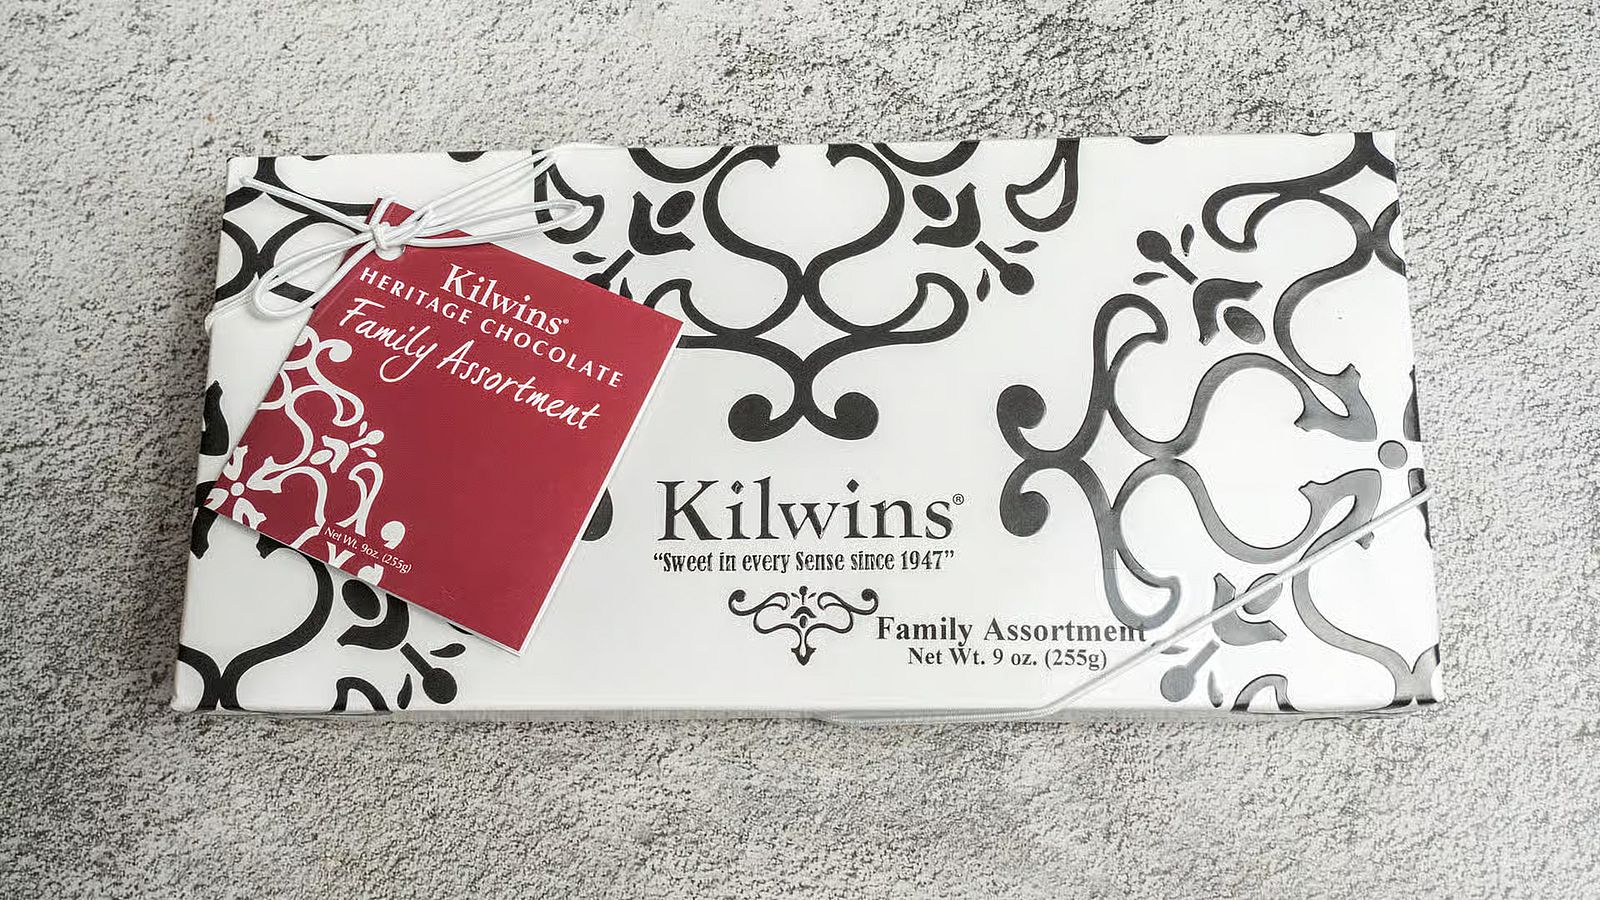 Kilwins®
HERITAGE CHOCOLATE
Family Assortment
Net Wt. 9oz. (255g)
Kilwins®
“Sweet in every Sense since 1947”
Family Assortment
Net Wt. 9 oz. (255g)